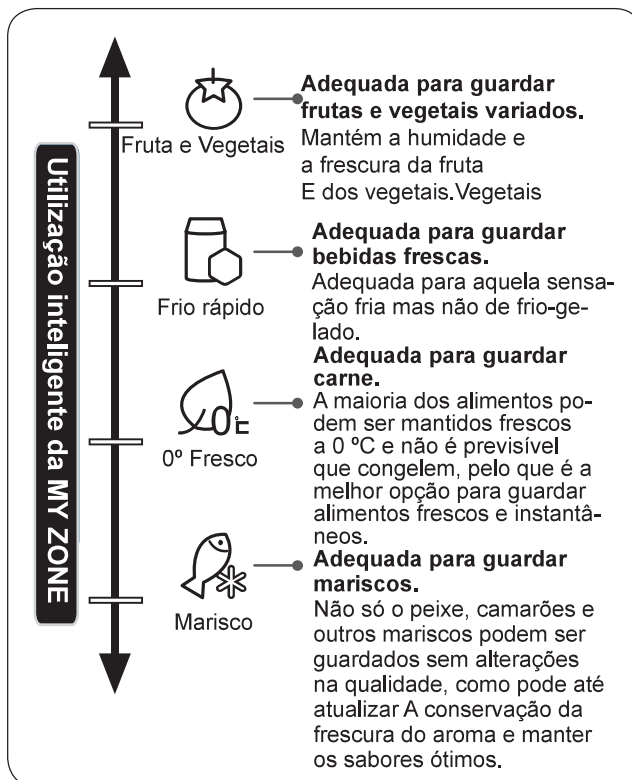 Utilização inteligente da MY ZONE
Fruta e Vegetais
Adequada para guardar
frutas e vegetais variados.
Mantém a humidade e
a frescura da fruta
E dos vegetais.Vegetais
Frio rápido
Adequada para guardar
bebidas frescas.
Adequada para aquela sensa-
ção fria mas não de frio-ge-
lado.
0°E
0º Fresco
Adequada para guardar
carne.
A maioria dos alimentos po-
dem ser mantidos frescos
a 0 ºC e não é previsível
que congelem, pelo que é a
melhor opção para guardar
alimentos frescos e instantâ-
neos.
Marisco
Adequada para guardar
mariscos.
Não só o peixe, camarões e
outros mariscos podem ser
guardados sem alterações
na qualidade, como pode até
atualizar A conservação da
frescura do aroma e manter
os sabores ótimos.